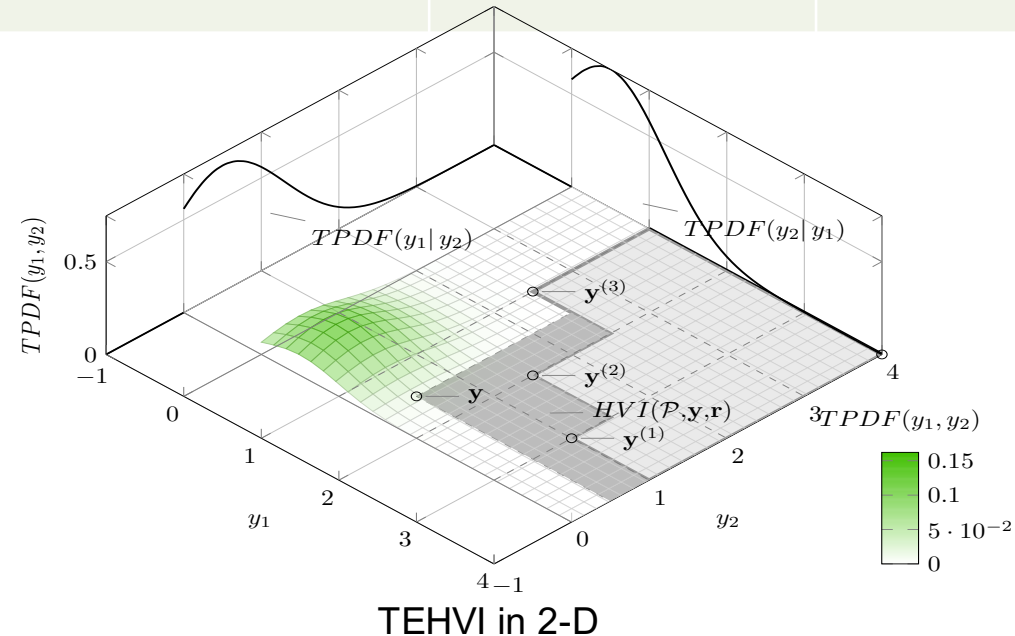 TPDF(y₁, y₂)
0.5
0
−1
0
1
2
3
4
−1
0
1
2
3
4
y₁
y₂
TPDF(y₁| y₂)
TPDF(y₂| y₁)
y⁽³⁾
y⁽²⁾
y
HVI(𝒫,y,r)
y⁽¹⁾
TPDF(y₁, y₂)
0.15
0.1
5 · 10⁻²
0
TEHVI in 2-D